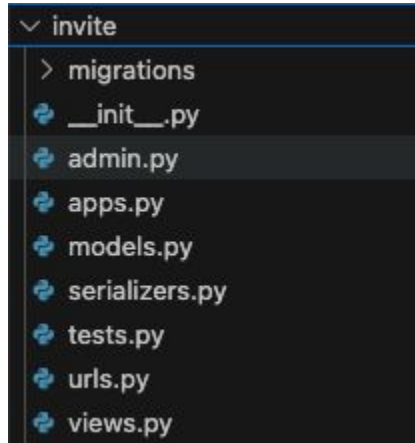 invite
migrations
__init__.py
admin.py
apps.py
models.py
serializers.py
tests.py
urls.py
views.py